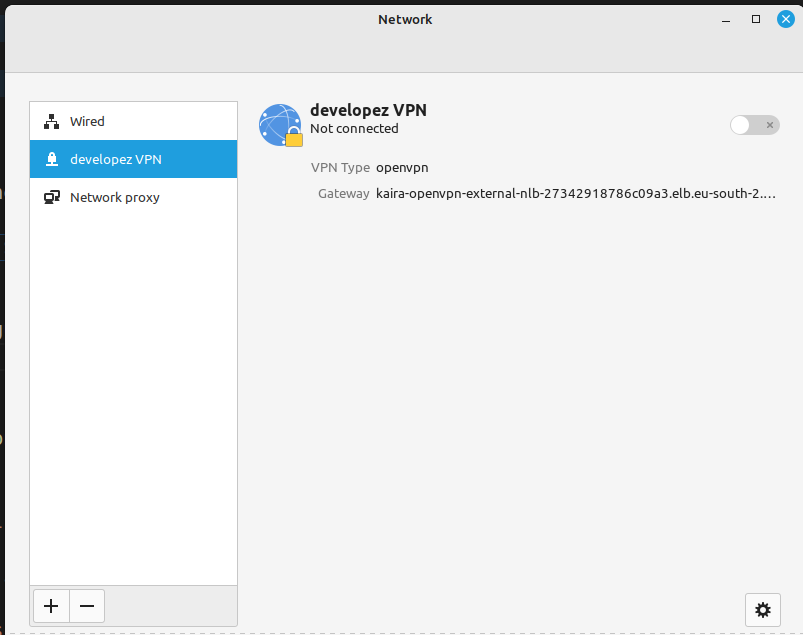 Network
Wired
developez VPN
Network proxy
developez VPN
Not connected
VPN Type openvpn
Gateway kaira-openvpn-external-nlb-27342918786c09a3.elb.eu-south-2....